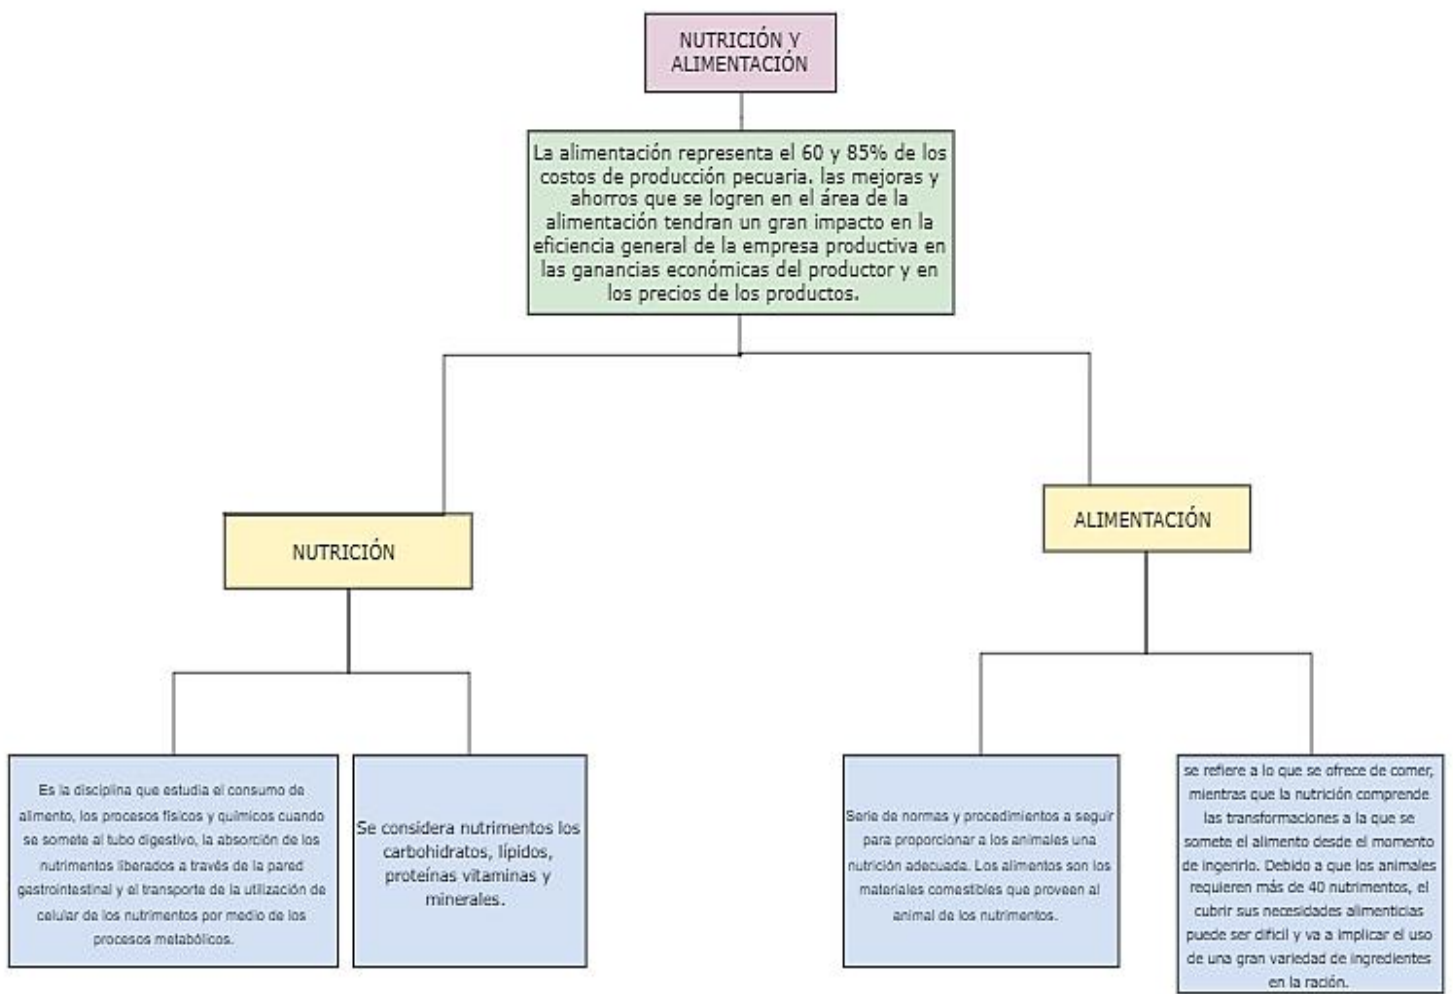 NUTRICIÓN Y
ALIMENTACIÓN
La alimentación representa el 60 y 85% de los
costos de producción pecuaria. las mejoras y
ahorros que se logren en el área de la
alimentación tendran un gran impacto en la
eficiencia general de la empresa productiva en
las ganancias económicas del productor y en
los precios de los productos.
NUTRICIÓN
ALIMENTACIÓN
Es la disciplina que estudia el consumo de
alimento, los procesos físicos y químicos cuando
se somete al tubo digestivo, la absorción de los
nutrimentos liberados a través de la pared
gastrointestinal y el transporte de la utilización de
celular de los nutrimentos por medio de los
procesos metabólicos.
Se considera nutrimentos los
carbohidratos, lípidos,
proteínas vitaminas y
minerales.
Serie de normas y procedimientos a seguir
para proporcionar a los animales una
nutrición adecuada. Los alimentos son los
materiales comestibles que proveen al
animal de los nutrimentos.
se refiere a lo que se ofrece de comer,
mientras que la nutrición comprende
las transformaciones a la que se
somete el alimento desde el momento
de ingerirlo. Debido a que los animales
requieren más de 40 nutrimentos, el
cubrir sus necesidades alimenticias
puede ser dificil y va a implicar el uso
de una gran variedad de ingredientes
en la ración.